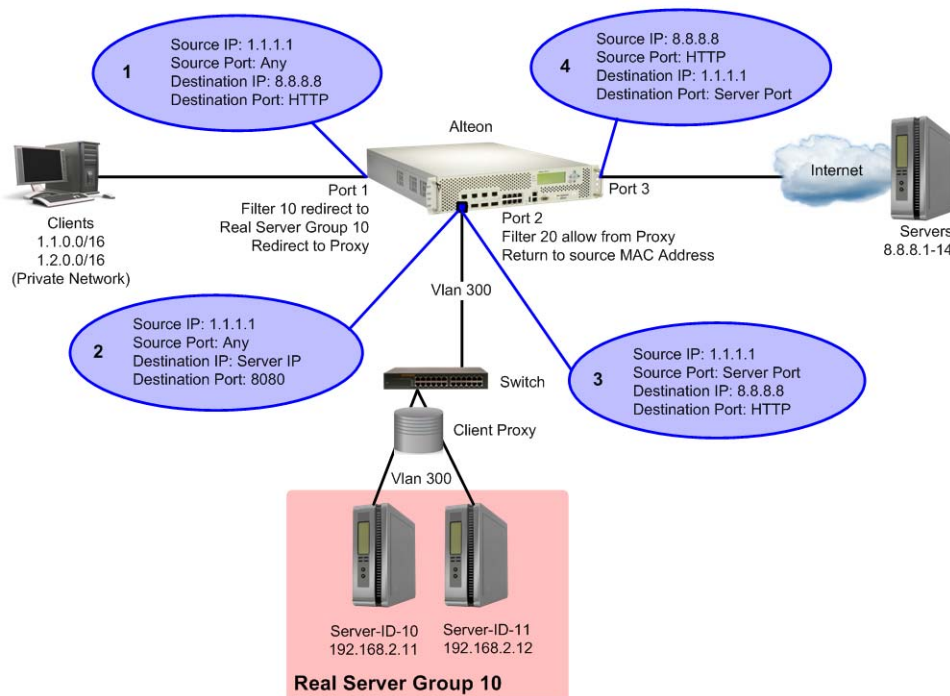 1
Source IP: 1.1.1.1
Source Port: Any
Destination IP: 8.8.8.8
Destination Port: HTTP
4
Source IP: 8.8.8.8
Source Port: HTTP
Destination IP: 1.1.1.1
Destination Port: Server Port
Alteon
Internet
Clients
1.1.0.0/16
1.2.0.0/16
(Private Network)
Port 1
Filter 10 redirect to
Real Server Group 10
Redirect to Proxy
Port 3
Port 2
Filter 20 allow from Proxy
Return to source MAC Address
Servers
8.8.8.1-14
Vlan 300
2
Source IP: 1.1.1.1
Source Port: Any
Destination IP: Server IP
Destination Port: 8080
3
Source IP: 1.1.1.1
Source Port: Server Port
Destination IP: 8.8.8.8
Destination Port: HTTP
Switch
Client Proxy
Vlan 300
Server-ID-10
192.168.2.11
Server-ID-11
192.168.2.12
Real Server Group 10